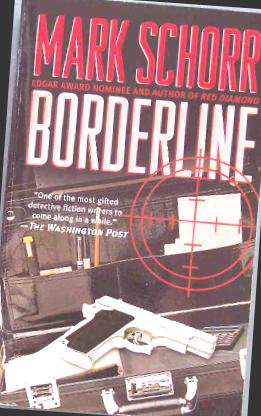 MARK SCHORR
EDGAR AWARD NOMINEE AND AUTHOR OF RED DIAMOND
BORDERLINE
"One of the most gifted
detective fiction writers to
come along in a while."
—THE WASHINGTON POST